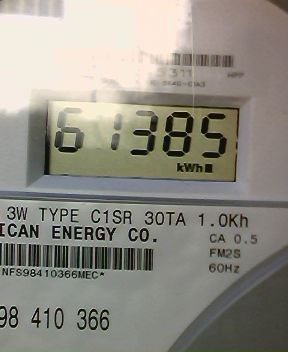 61385
kWh
3W TYPE C1SR 30TA 1.0Kh
ICAN ENERGY CO.
CA 0.5
FM2S
NFS98410366MEC*
60Hz
98 410 366